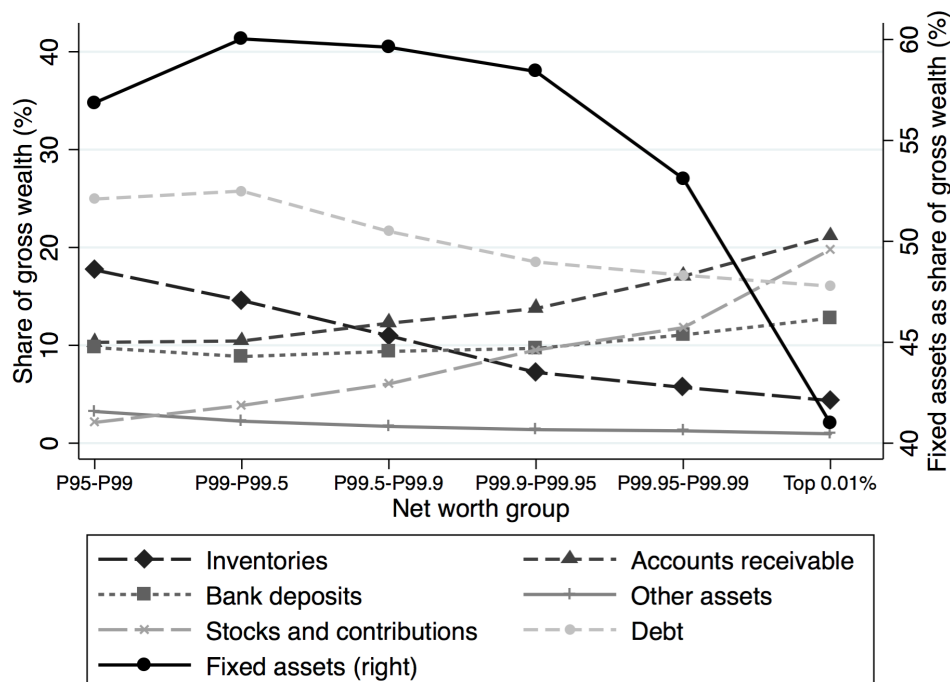 Share of gross wealth (%)
40
30
20
10
0
Fixed assets as share of gross wealth (%)
60
55
50
45
40
P95-P99 P99-P99.5 P99.5-P99.9 P99.9-P99.95 P99.95-P99.99 Top 0.01%
Net worth group
Inventories Accounts receivable
Bank deposits Other assets
Stocks and contributions Debt
Fixed assets (right)